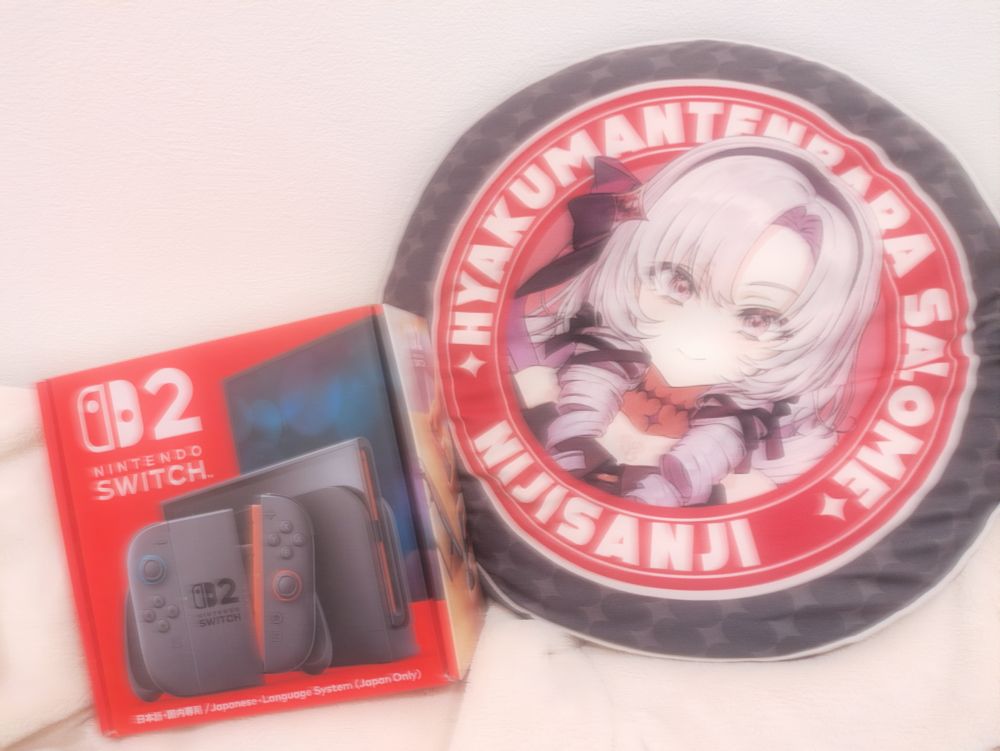 2
NINTENDO
SWITCH™
2
NINTENDO
SWITCH
日本語・国内専用 / Japanese-Language System (Japan Only)
HYAKUMANTENBARA SALOME
NIJISANJI